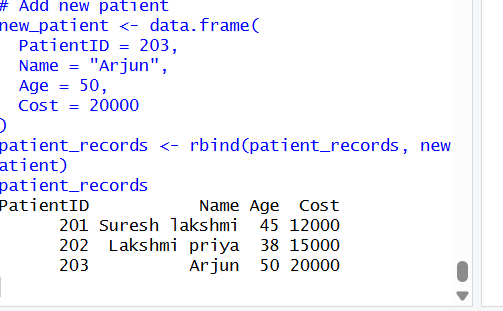 # Add new patient
new_patient <- data.frame(
PatientID = 203,
Name = "Arjun",
Age = 50,
Cost = 20000
)
patient_records <- rbind(patient_records, new
atient)
patient_records
PatientID Name Age Cost
201 Suresh lakshmi 45 12000
202 Lakshmi priya 38 15000
203 Arjun 50 20000